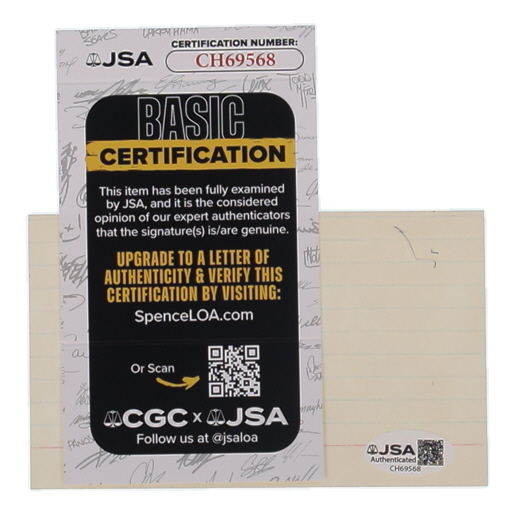 JSA
CERTIFICATION NUMBER:
CH69568
BASIC
CERTIFICATION
This item has been fully examined
by JSA, and it is the considered
opinion of our expert authenticators
that the signature(s) is/are genuine.
UPGRADE TO A LETTER OF
AUTHENTICITY & VERIFY THIS
CERTIFICATION BY VISITING:
SpenceLOA.com
Or Scan
CGC x JSA
Follow us at @jsaloa
JSA
Authenticated
CH69568